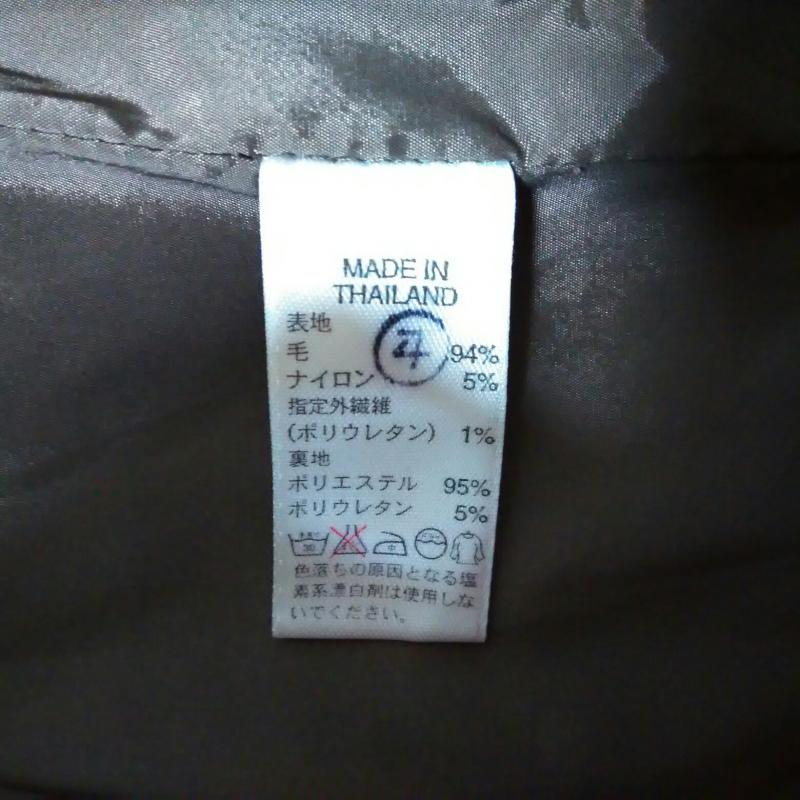 MADE IN
THAILAND
表地
毛 94%
ナイロン 5%
指定外繊維
(ポリウレタン) 1%
裏地
ポリエステル 95%
ポリウレタン 5%
色落ちの原因となる塩
素系漂白剤は使用しな
いでください。